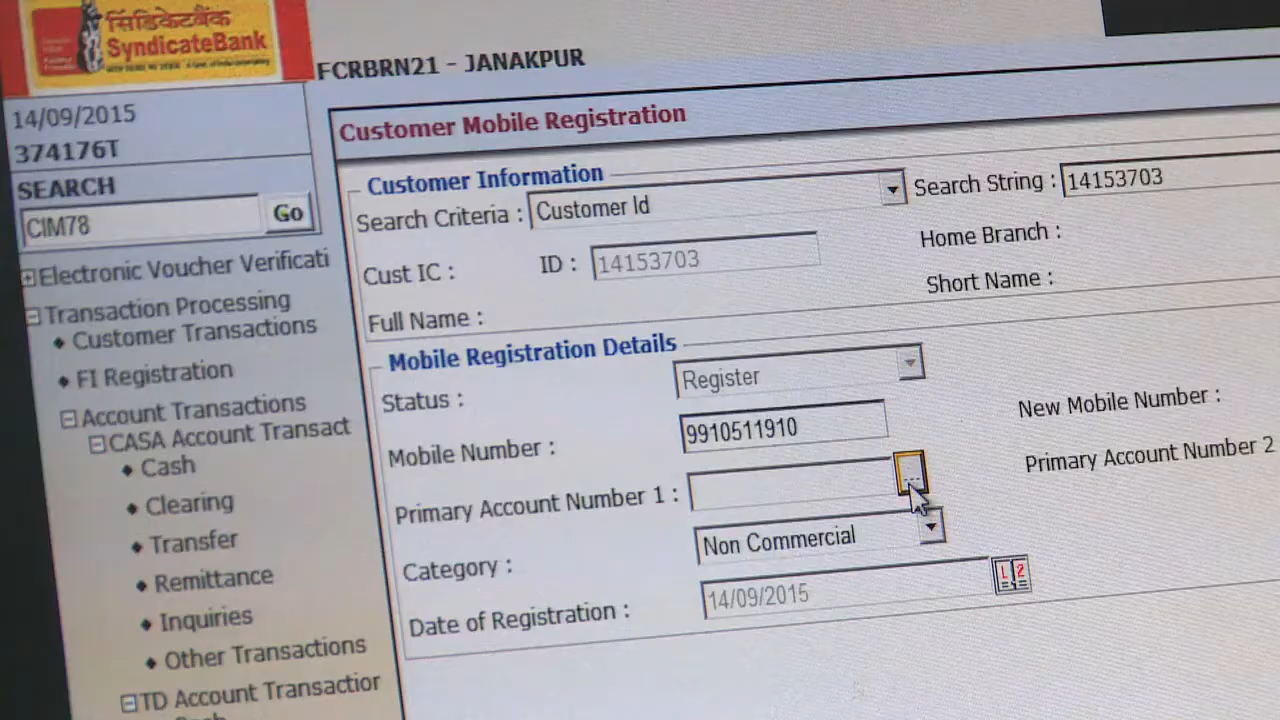 सिंडिकेटबैंक
SyndicateBank
FCRBRN21 - JANAKPUR
14/09/2015
374176T
SEARCH
CIM78 Go
Electronic Voucher Verificati
Transaction Processing
Customer Transactions
FI Registration
Account Transactions
CASA Account Transact
Cash
Clearing
Transfer
Remittance
Inquiries
Other Transactions
TD Account Transaction
Customer Mobile Registration
Customer Information
Search Criteria : Customer Id Search String : 14153703
Cust IC : ID : 14153703 Home Branch :
Full Name : Short Name :
Mobile Registration Details
Status : Register
Mobile Number : 9910511910 New Mobile Number :
Primary Account Number 1 : ... Primary Account Number 2
Category : Non Commercial
Date of Registration : 14/09/2015